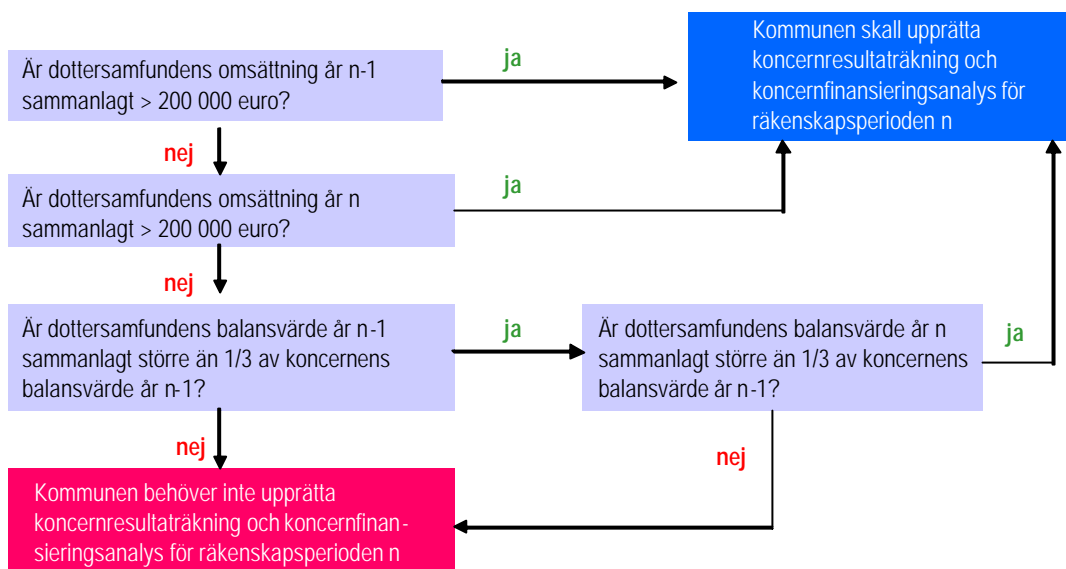 Kommunen skall upprätta
koncernresultaträkning och
koncernfinansieringsanalys för
räkenskapsperioden n
Är dottersamfundens omsättning år n-1
sammanlagt > 200 000 euro?
ja
nej
Är dottersamfundens omsättning år n
sammanlagt > 200 000 euro?
ja
nej
Är dottersamfundens balansvärde år n-1
sammanlagt större än 1/3 av koncernens
balansvärde år n-1?
ja
Är dottersamfundens balansvärde år n
sammanlagt större än 1/3 av koncernens
balansvärde år n-1?
ja
nej
nej
Kommunen behöver inte upprätta
koncernresultaträkning och koncernfinan-
sieringsanalys för räkenskapsperioden n